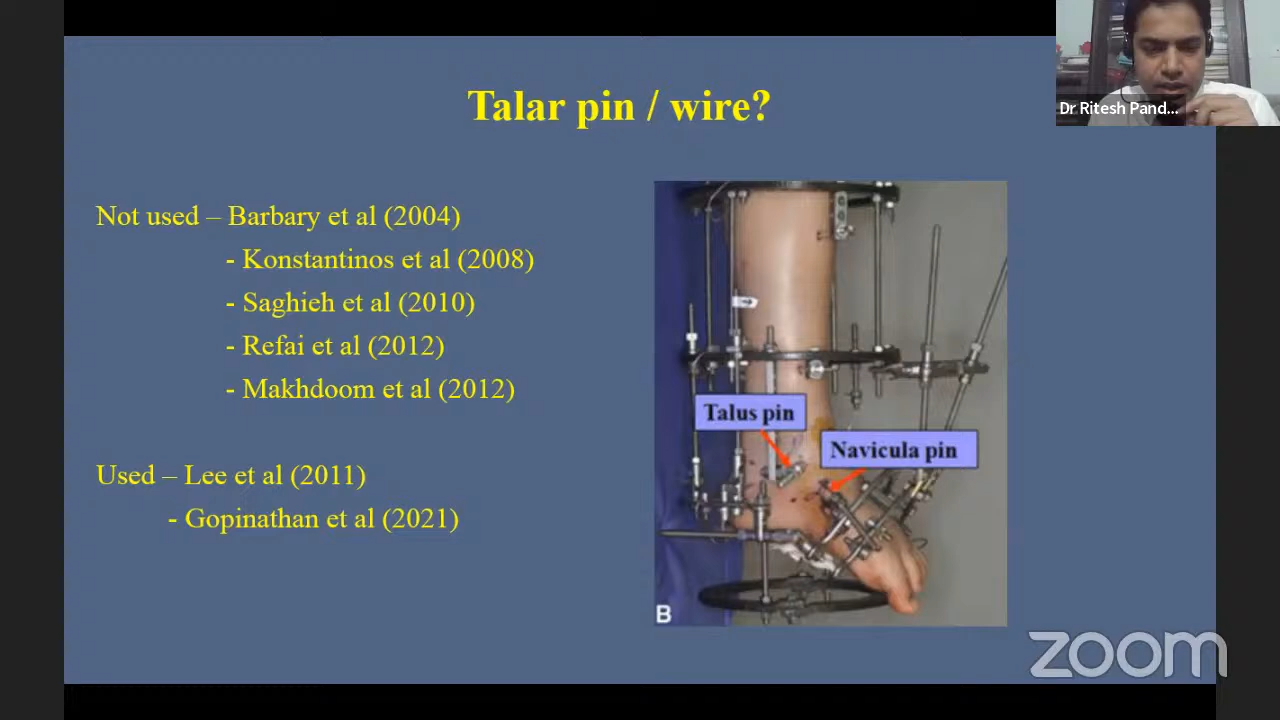 Dr Ritesh Pand...
Talar pin / wire?
Not used – Barbary et al (2004)
- Konstantinos et al (2008)
- Saghieh et al (2010)
- Refai et al (2012)
- Makhdoom et al (2012)
Used – Lee et al (2011)
- Gopinathan et al (2021)
Talus pin
Navicula pin
B
zoom